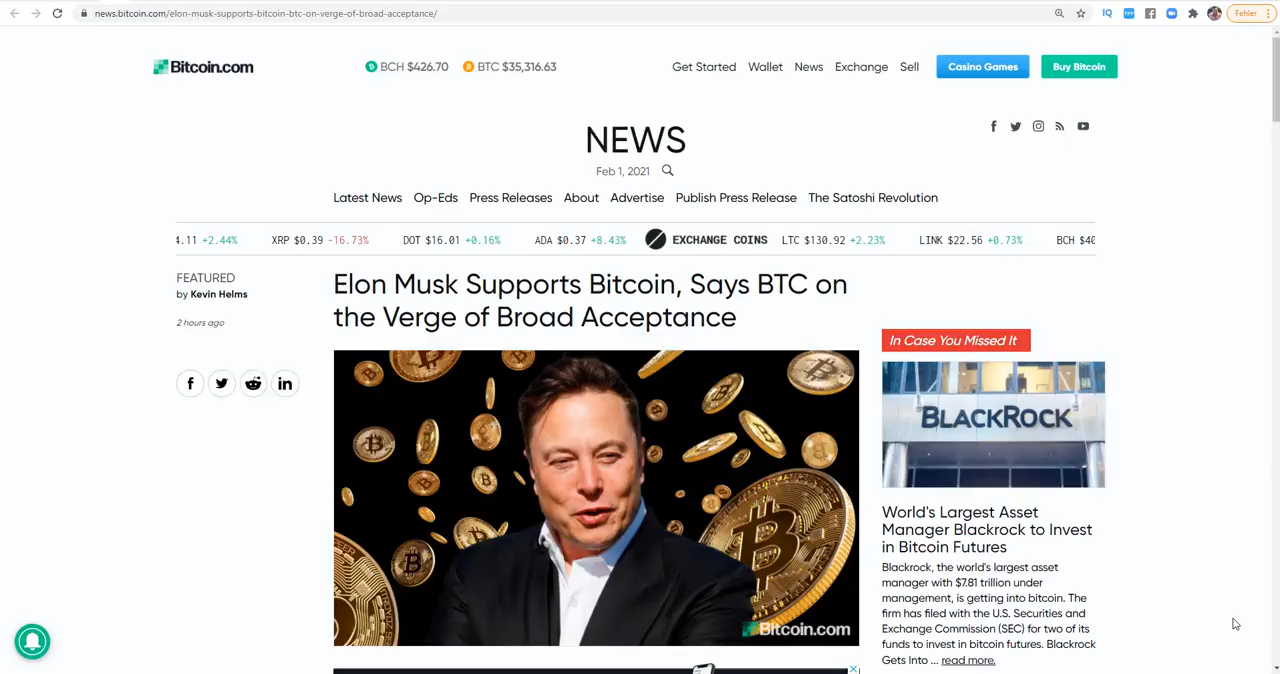 news.bitcoin.com/elon-musk-supports-bitcoin-btc-on-verge-of-broad-acceptance/
IQ
Fehler
Bitcoin.com
BCH $426.70
BTC $35,316.63
Get Started
Wallet
News
Exchange
Sell
Casino Games
Buy Bitcoin
NEWS
Feb 1, 2021
Latest News
Op-Eds
Press Releases
About
Advertise
Publish Press Release
The Satoshi Revolution
4.11 +2.44%
XRP $0.39 -16.73%
DOT $16.01 +0.16%
ADA $0.37 +8.43%
EXCHANGE COINS
LTC $130.92 +2.23%
LINK $22.56 +0.73%
BCH $40
FEATURED
by Kevin Helms
2 hours ago
Elon Musk Supports Bitcoin, Says BTC on
the Verge of Broad Acceptance
Bitcoin.com
In Case You Missed It
BLACKROCK
World's Largest Asset
Manager Blackrock to Invest
in Bitcoin Futures
Blackrock, the world's largest asset
manager with $7.81 trillion under
management, is getting into bitcoin. The
firm has filed with the U.S. Securities and
Exchange Commission (SEC) for two of its
funds to invest in bitcoin futures. Blackrock
Gets Into ... read more.